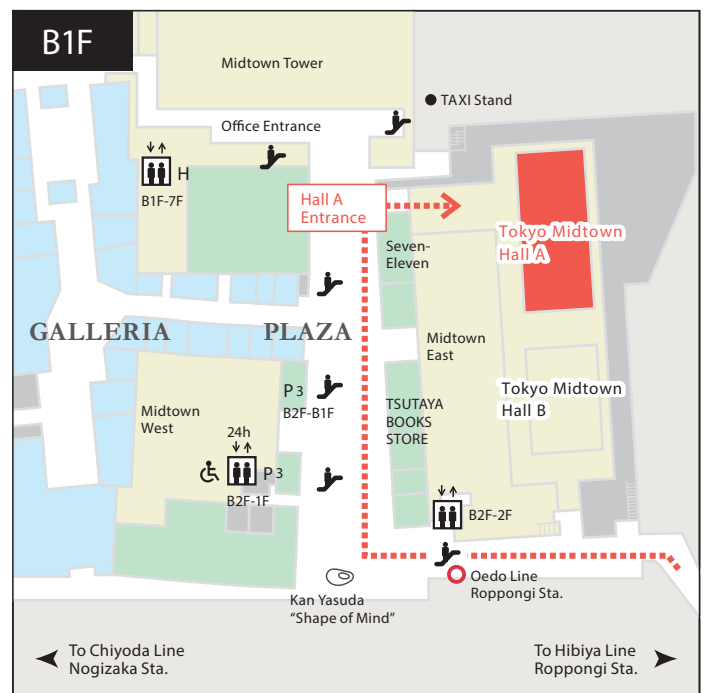 B1F
Midtown Tower
TAXI Stand
Office Entrance
H
B1F-7F
Hall A
Entrance
Tokyo Midtown
Hall A
Seven-
Eleven
GALLERIA
PLAZA
Midtown
East
P 3
B2F-B1F
Tokyo Midtown
Hall B
TSUTAYA
BOOKS
STORE
Midtown
West
24h
P 3
B2F-1F
B2F-2F
Oedo Line
Roppongi Sta.
Kan Yasuda
“Shape of Mind”
To Chiyoda Line
Nogizaka Sta.
To Hibiya Line
Roppongi Sta.